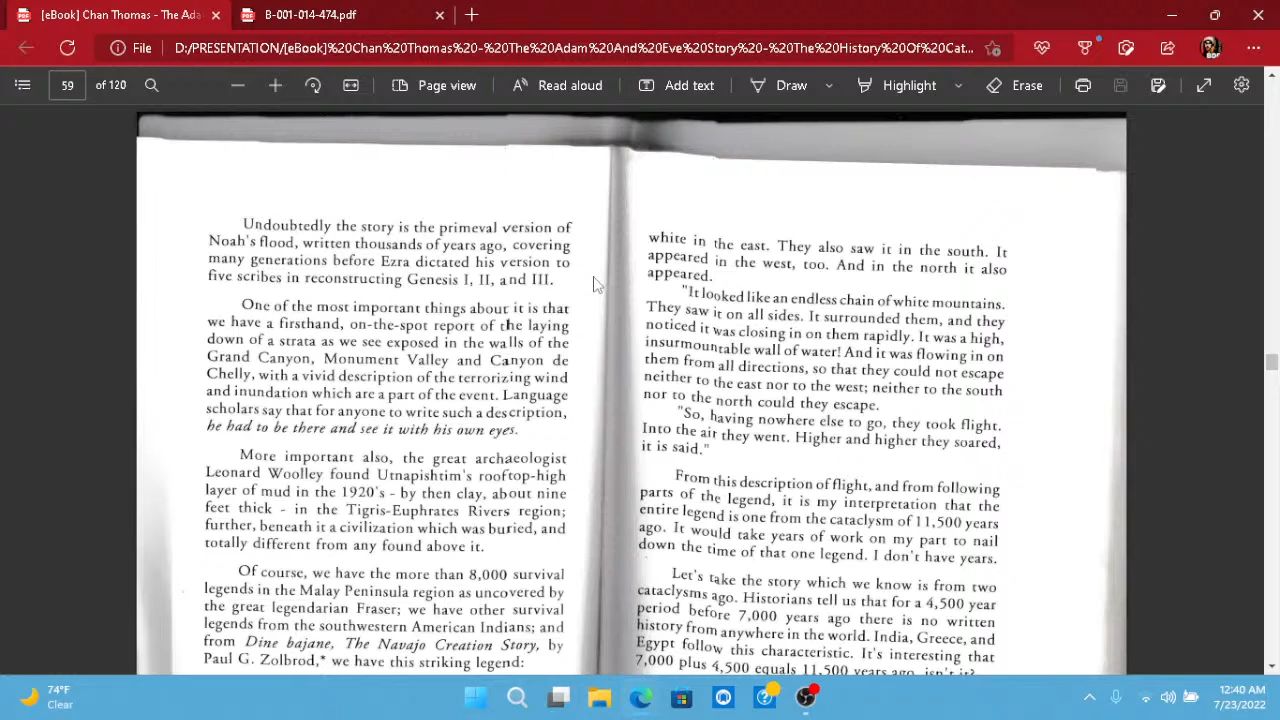 [eBook] Chan Thomas - The Ada
B-001-014-474.pdf
File
D:/PRESENTATION/[eBook]%20Chan%20Thomas%20-%20The%20Adam%20And%20Eve%20Story%20-%20The%20History%20Of%20Cat...
59 of 120
Page view
Read aloud
Add text
Draw
Highlight
Erase
Undoubtedly the story is the primeval version of
Noah's flood, written thousands of years ago, covering
many generations before Ezra dictated his version to
five scribes in reconstructing Genesis I, II, and III.
One of the most important things about it is that
we have a firsthand, on-the-spot report of the laying
down of a strata as we see exposed in the walls of the
Grand Canyon, Monument Valley and Canyon de
Chelly, with a vivid description of the terrorizing wind
and inundation which are a part of the event. Language
scholars say that for anyone to write such a description,
he had to be there and see it with his own eyes.
More important also, the great archaeologist
Leonard Woolley found Utnapishtim's rooftop-high
layer of mud in the 1920's - by then clay, about nine
feet thick - in the Tigris-Euphrates Rivers region;
further, beneath it a civilization which was buried, and
totally different from any found above it.
Of course, we have the more than 8,000 survival
legends in the Malay Peninsula region as uncovered by
the great legendarian Fraser; we have other survival
legends from the southwestern American Indians; and
from Dine bajane, The Navajo Creation Story, by
Paul G. Zolbrod,* we have this striking legend:
white in the east. They also saw it in the south. It
appeared in the west, too. And in the north it also
appeared.
"It looked like an endless chain of white mountains.
They saw it on all sides. It surrounded them, and they
noticed it was closing in on them rapidly. It was a high,
insurmountable wall of water! And it was flowing in on
them from all directions, so that they could not escape
neither to the east nor to the west; neither to the south
nor to the north could they escape.
"So, having nowhere else to go, they took flight.
Into the air they went. Higher and higher they soared,
it is said."
From this description of flight, and from following
parts of the legend, it is my interpretation that the
entire legend is one from the cataclysm of 11,500 years
ago. It would take years of work on my part to nail
down the time of that one legend. I don't have years.
Let's take the story which we know is from two
cataclysms ago. Historians tell us that for a 4,500 year
period before 7,000 years ago there is no written
history from anywhere in the world. India, Greece, and
Egypt follow this characteristic. It's interesting that
7,000 plus 4,500 equals 11,500 years ago, isn't it?
74°F
Clear
12:40 AM
7/23/2022